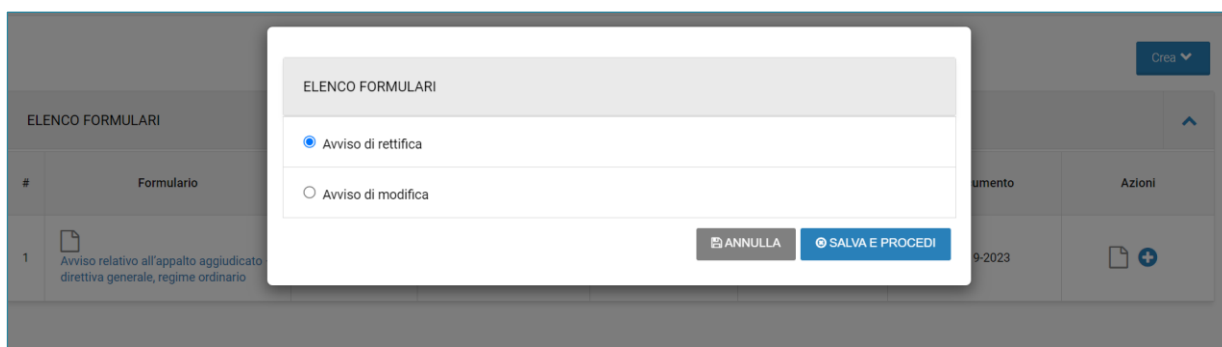 Crea
ELENCO FORMULARI
ELENCO FORMULARI
Avviso di rettifica
Avviso di modifica
ANNULLA
SALVA E PROCEDI
#
Formulario
umento
Azioni
1
Avviso relativo all'appalto aggiudicato
direttiva generale, regime ordinario
9-2023